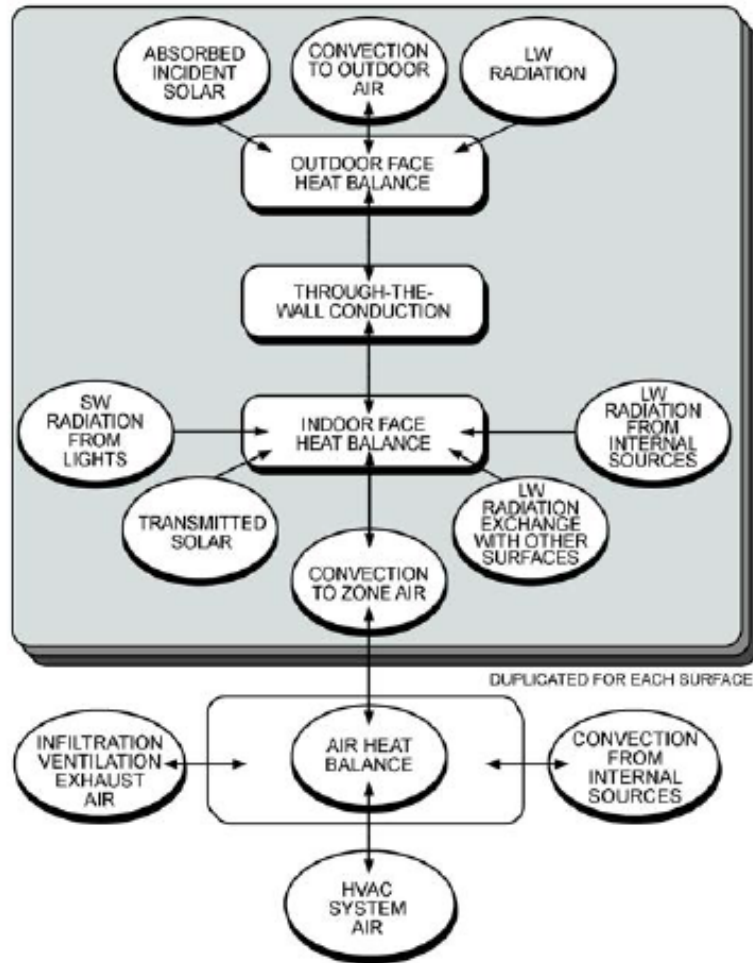 ABSORBED
INCIDENT
SOLAR
CONVECTION
TO OUTDOOR
AIR
LW
RADIATION
OUTDOOR FACE
HEAT BALANCE
THROUGH-THE-
WALL CONDUCTION
SW
RADIATION
FROM
LIGHTS
INDOOR FACE
HEAT BALANCE
LW
RADIATION
FROM
INTERNAL
SOURCES
TRANSMITTED
SOLAR
LW
RADIATION
EXCHANGE
WITH OTHER
SURFACES
CONVECTION
TO ZONE AIR
DUPLICATED FOR EACH SURFACE
INFILTRATION
VENTILATION
EXHAUST
AIR
AIR HEAT
BALANCE
CONVECTION
FROM
INTERNAL
SOURCES
HVAC
SYSTEM
AIR